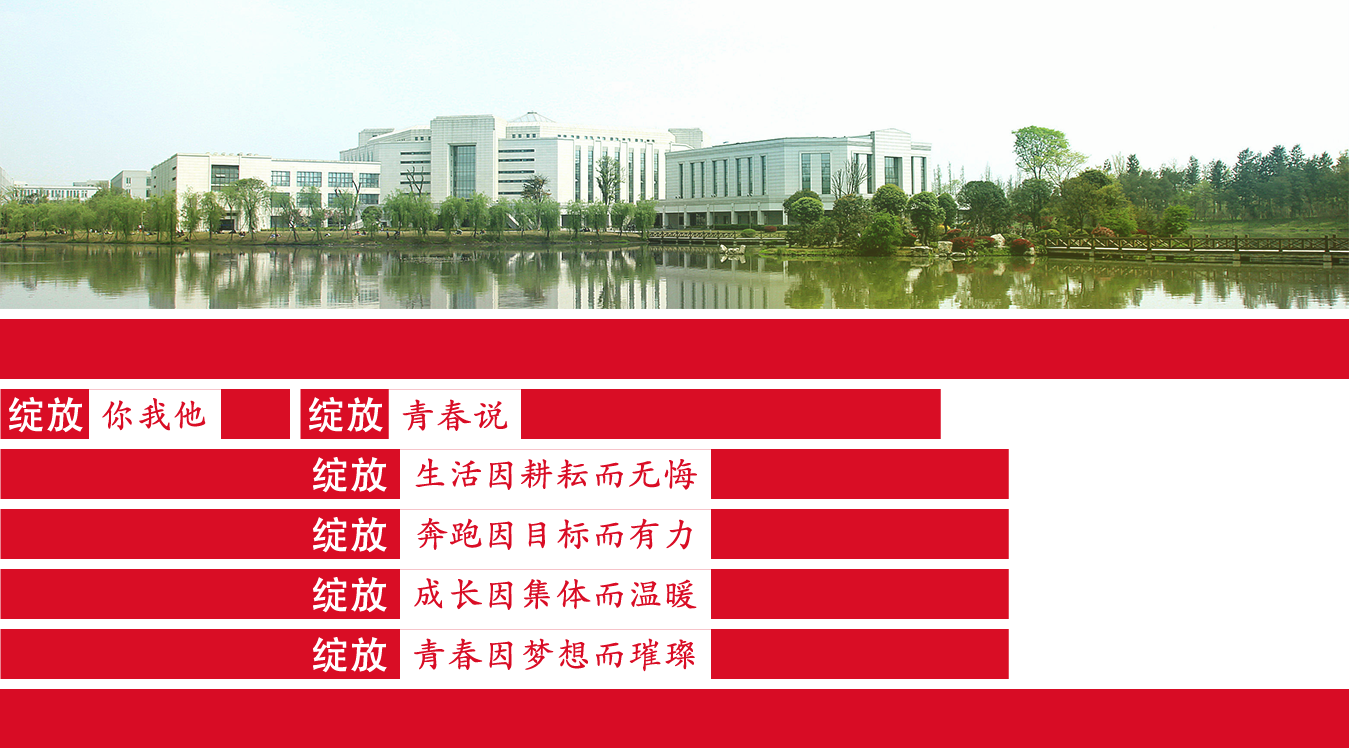 绽放 你我他 绽放 青春说
绽放 生活因耕耘而无悔
绽放 奔跑因目标而有力
绽放 成长因集体而温暖
绽放 青春因梦想而璀璨